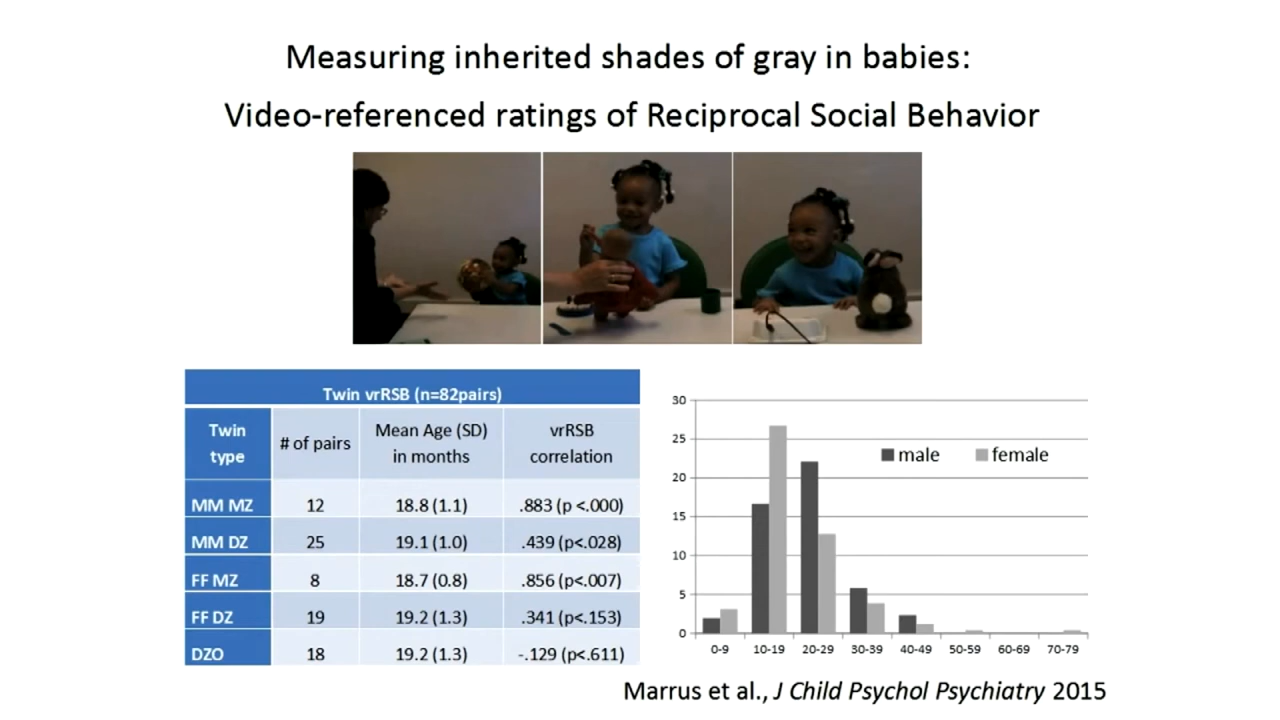 Measuring inherited shades of gray in babies:
Video-referenced ratings of Reciprocal Social Behavior
Twin vrRSB (n=82pairs)
Twin type | # of pairs | Mean Age (SD) in months | vrRSB correlation
MM MZ | 12 | 18.8 (1.1) | .883 (p <.000)
MM DZ | 25 | 19.1 (1.0) | .439 (p<.028)
FF MZ | 8 | 18.7 (0.8) | .856 (p<.007)
FF DZ | 19 | 19.2 (1.3) | .341 (p<.153)
DZO | 18 | 19.2 (1.3) | -.129 (p<.611)
30
25
20
15
10
5
0
male female
0-9 10-19 20-29 30-39 40-49 50-59 60-69 70-79
Marrus et al., J Child Psychol Psychiatry 2015